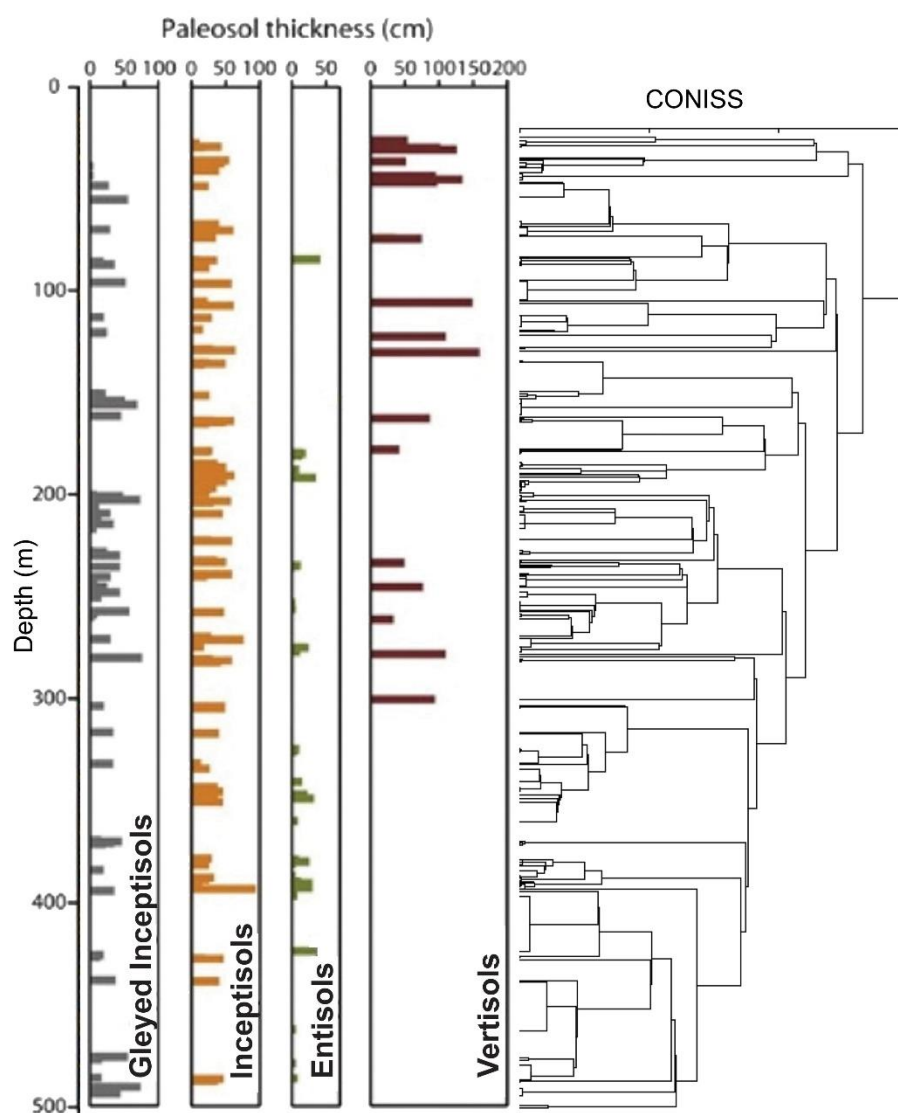 Paleosol thickness (cm)
0 50 100 0 50 100 0 50 0 50 100 150 200
CONISS
0
100
200
300
400
500
Depth (m)
Gleyed Inceptisols
Inceptisols
Entisols
Vertisols